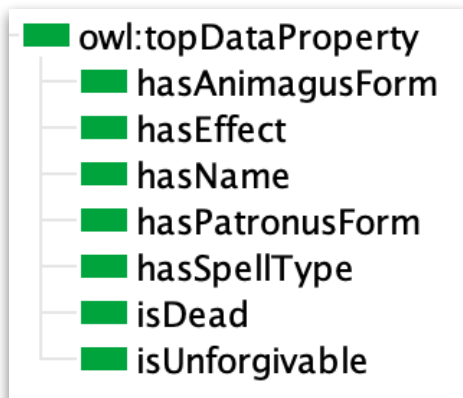 owl:topDataProperty
hasAnimagusForm
hasEffect
hasName
hasPatronusForm
hasSpellType
isDead
isUnforgivable